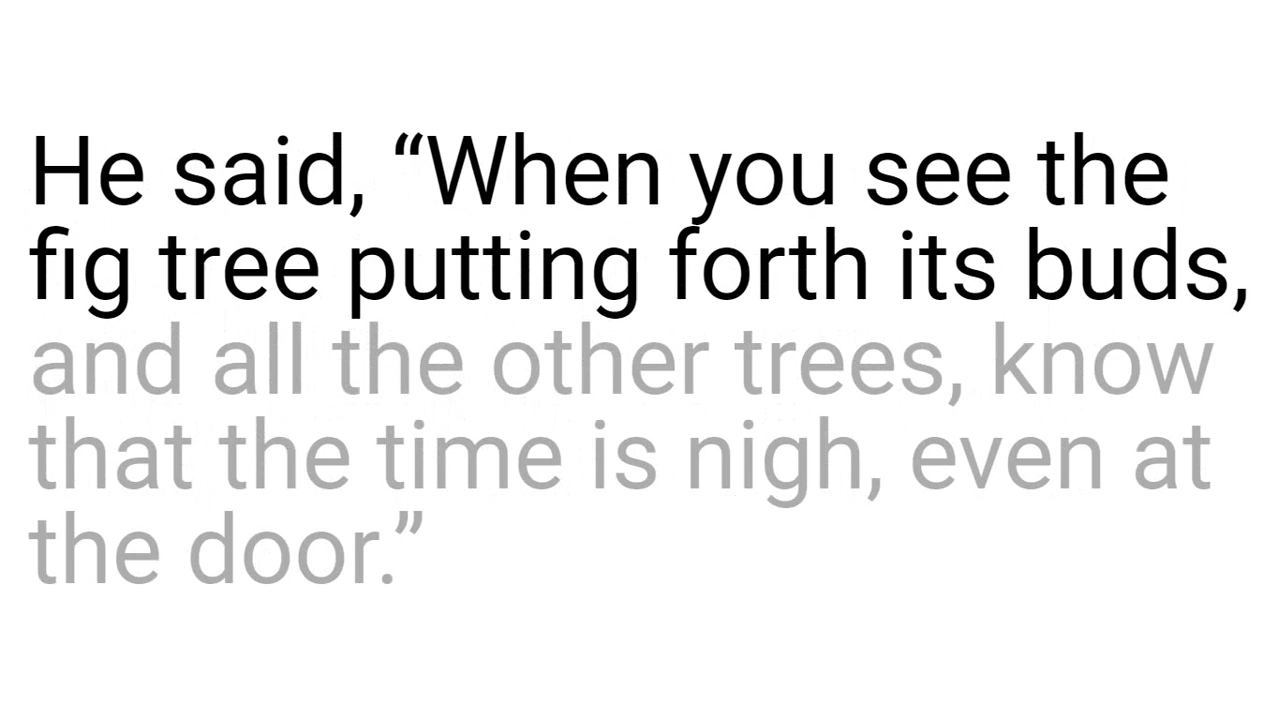 He said, “When you see the
fig tree putting forth its buds,
and all the other trees, know
that the time is nigh, even at
the door.”